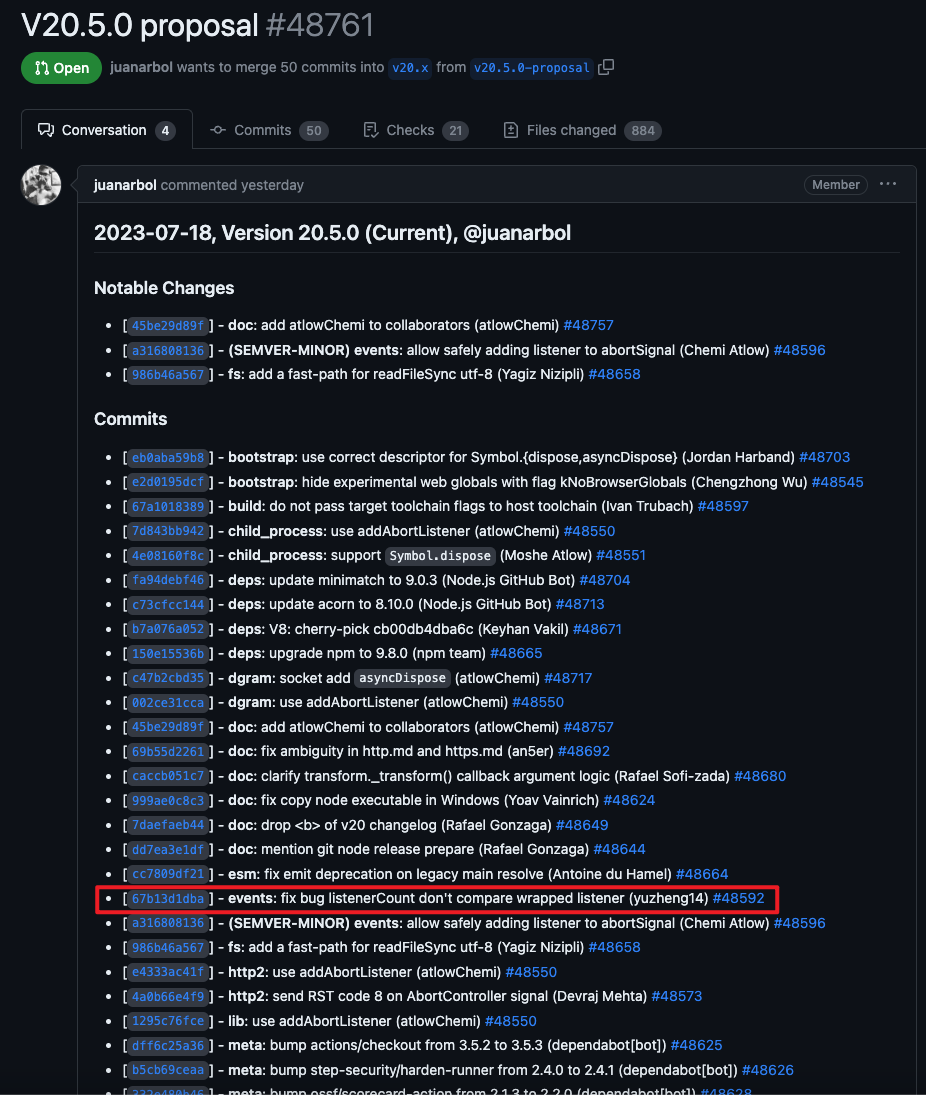 V20.5.0 proposal #48761
Open juanarbol wants to merge 50 commits into v20.x from v20.5.0-proposal
Conversation 4 Commits 50 Checks 21 Files changed 884
juanarbol commented yesterday Member ...
2023-07-18, Version 20.5.0 (Current), @juanarbol
Notable Changes
• [45be29d89f] - doc: add atlowChemi to collaborators (atlowChemi) #48757
• [a316808136] - (SEMVER-MINOR) events: allow safely adding listener to abortSignal (Chemi Atlow) #48596
• [986b46a567] - fs: add a fast-path for readFileSync utf-8 (Yagiz Nizipli) #48658
Commits
• [eb0aba59b8] - bootstrap: use correct descriptor for Symbol.{dispose,asyncDispose} (Jordan Harband) #48703
• [e2d0195dcf] - bootstrap: hide experimental web globals with flag kNoBrowserGlobals (Chengzhong Wu) #48545
• [67a1018389] - build: do not pass target toolchain flags to host toolchain (Ivan Trubach) #48597
• [7d843bb942] - child_process: use addAbortListener (atlowChemi) #48550
• [4e08160f8c] - child_process: support Symbol.dispose (Moshe Atlow) #48551
• [fa94debf46] - deps: update minimatch to 9.0.3 (Node.js GitHub Bot) #48704
• [c73cfcc144] - deps: update acorn to 8.10.0 (Node.js GitHub Bot) #48713
• [b7a076a052] - deps: V8: cherry-pick cb00db4dba6c (Keyhan Vakil) #48671
• [150e15536b] - deps: upgrade npm to 9.8.0 (npm team) #48665
• [c47b2cbd35] - dgram: socket add asyncDispose (atlowChemi) #48717
• [002ce31cca] - dgram: use addAbortListener (atlowChemi) #48550
• [45be29d89f] - doc: add atlowChemi to collaborators (atlowChemi) #48757
• [69b55d2261] - doc: fix ambiguity in http.md and https.md (an5er) #48692
• [caccb051c7] - doc: clarify transform._transform() callback argument logic (Rafael Sofi-zada) #48680
• [999ae0c8c3] - doc: fix copy node executable in Windows (Yoav Vainrich) #48624
• [7daefaeb44] - doc: drop <b> of v20 changelog (Rafael Gonzaga) #48649
• [dd7ea3e1df] - doc: mention git node release prepare (Rafael Gonzaga) #48644
• [cc7809df21] - esm: fix emit deprecation on legacy main resolve (Antoine du Hamel) #48664
• [67b13d1dba] - events: fix bug listenerCount don't compare wrapped listener (yuzheng14) #48592
• [a316808136] - (SEMVER-MINOR) events: allow safely adding listener to abortSignal (Chemi Atlow) #48596
• [986b46a567] - fs: add a fast-path for readFileSync utf-8 (Yagiz Nizipli) #48658
• [e4333ac41f] - http2: use addAbortListener (atlowChemi) #48550
• [4a0b66e4f9] - http2: send RST code 8 on AbortController signal (Devraj Mehta) #48573
• [1295c76fce] - lib: use addAbortListener (atlowChemi) #48550
• [dff6c25a36] - meta: bump actions/checkout from 3.5.2 to 3.5.3 (dependabot[bot]) #48625
• [b5cb69ceaa] - meta: bump step-security/harden-runner from 2.4.0 to 2.4.1 (dependabot[bot]) #48626
• [332e480b46] - meta: bump ossf/scorecard-action from 2.1.3 to 2.2.0 (dependabot[bot]) #48628